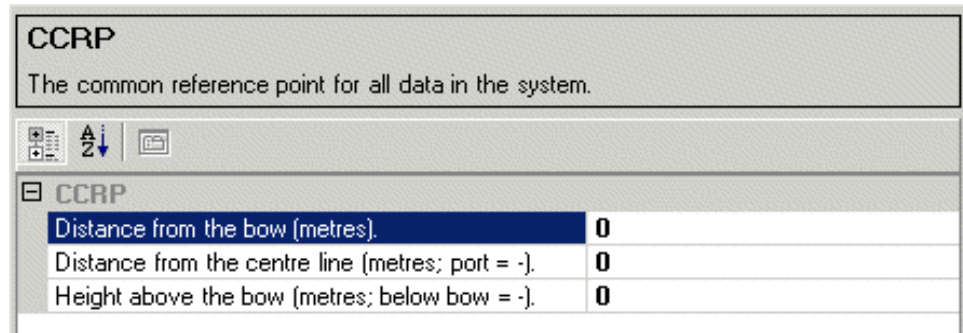 CCRP
The common reference point for all data in the system.
CCRP
Distance from the bow (metres). 0
Distance from the centre line (metres; port = -). 0
Height above the bow (metres; below bow = -). 0